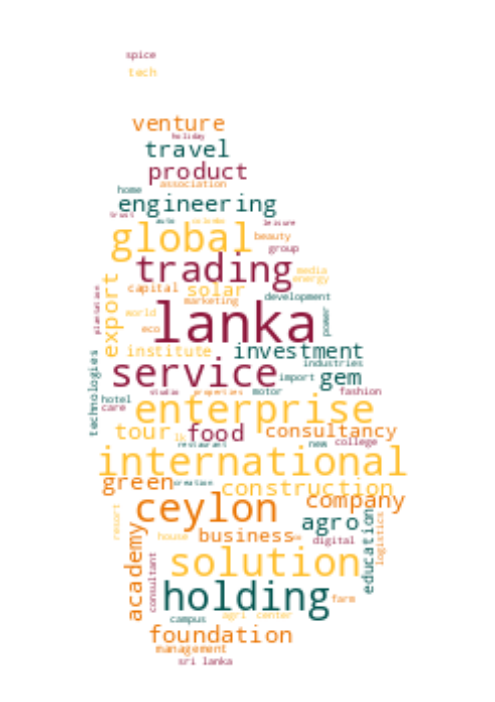 spice
tech
venture
holiday
travel
product
association
home
engineering
trust
auto
leisure
global
beauty
group
trading
media
energy
capital
solar
export
plantation
marketing
development
world
lanka
power
eco
institute
investment
industries
technologies
service
import
gem
hotel
studio
properties
motor
fashion
care
enterprise
tour
lk
food
consultancy
restaurant
new
college
international
green
creation
construction
ceylon
company
resort
academy
agro
education
logistics
house
business
digital
consultant
solution
holding
farm
campus
agri
center
foundation
management
sri lanka